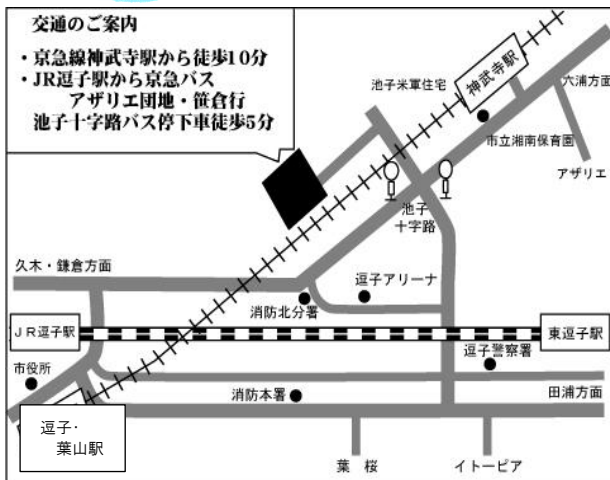 交通のご案内
・京急線神武寺駅から徒歩10分
・JR逗子駅から京急バス
アザリエ団地・笹倉行
池子十字路バス停下車徒歩5分
池子米軍住宅
神武寺駅
穴浦方面
市立湘南保育園
アザリエ
池子
十字路
久木・鎌倉方面
逗子アリーナ
消防北分署
JR逗子駅
東逗子駅
市役所
逗子警察署
消防本署
田浦方面
逗子・
葉山駅
葉 桜
イトーピア